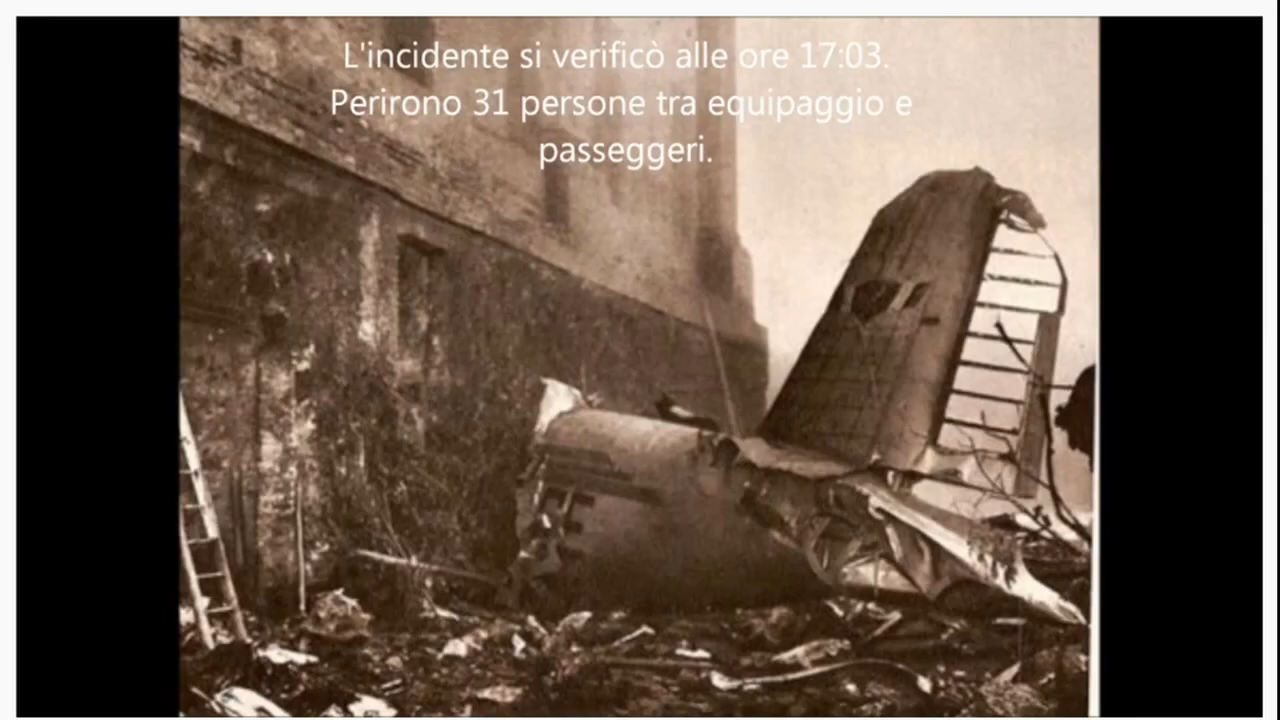 L'incidente si verificò alle ore 17:03.
Perirono 31 persone tra equipaggio e
passeggeri.